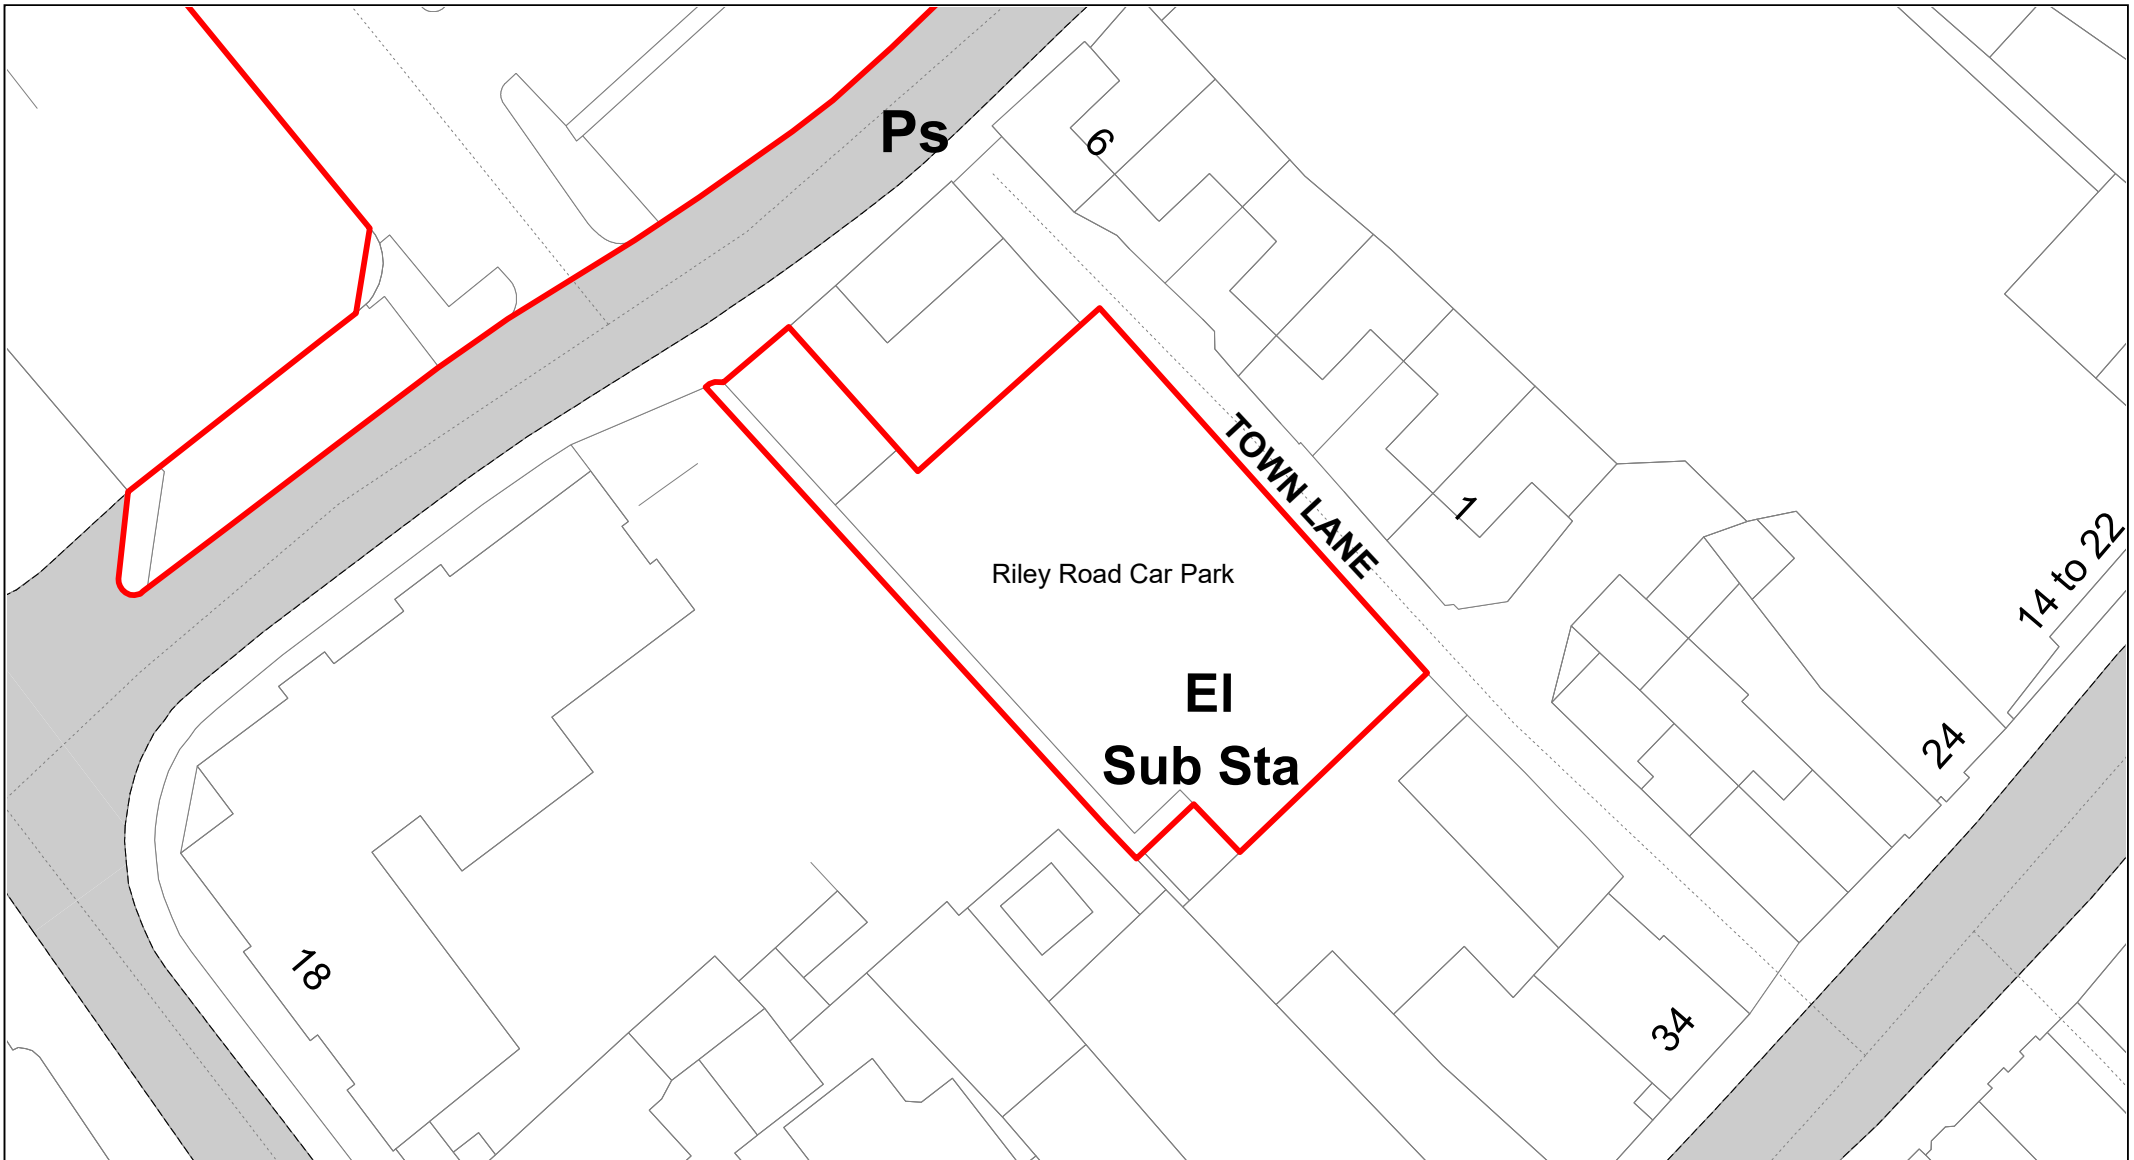 Ps
6
TOWN LANE
1
14 to 22
Riley Road Car Park
El
Sub Sta
24
18
34